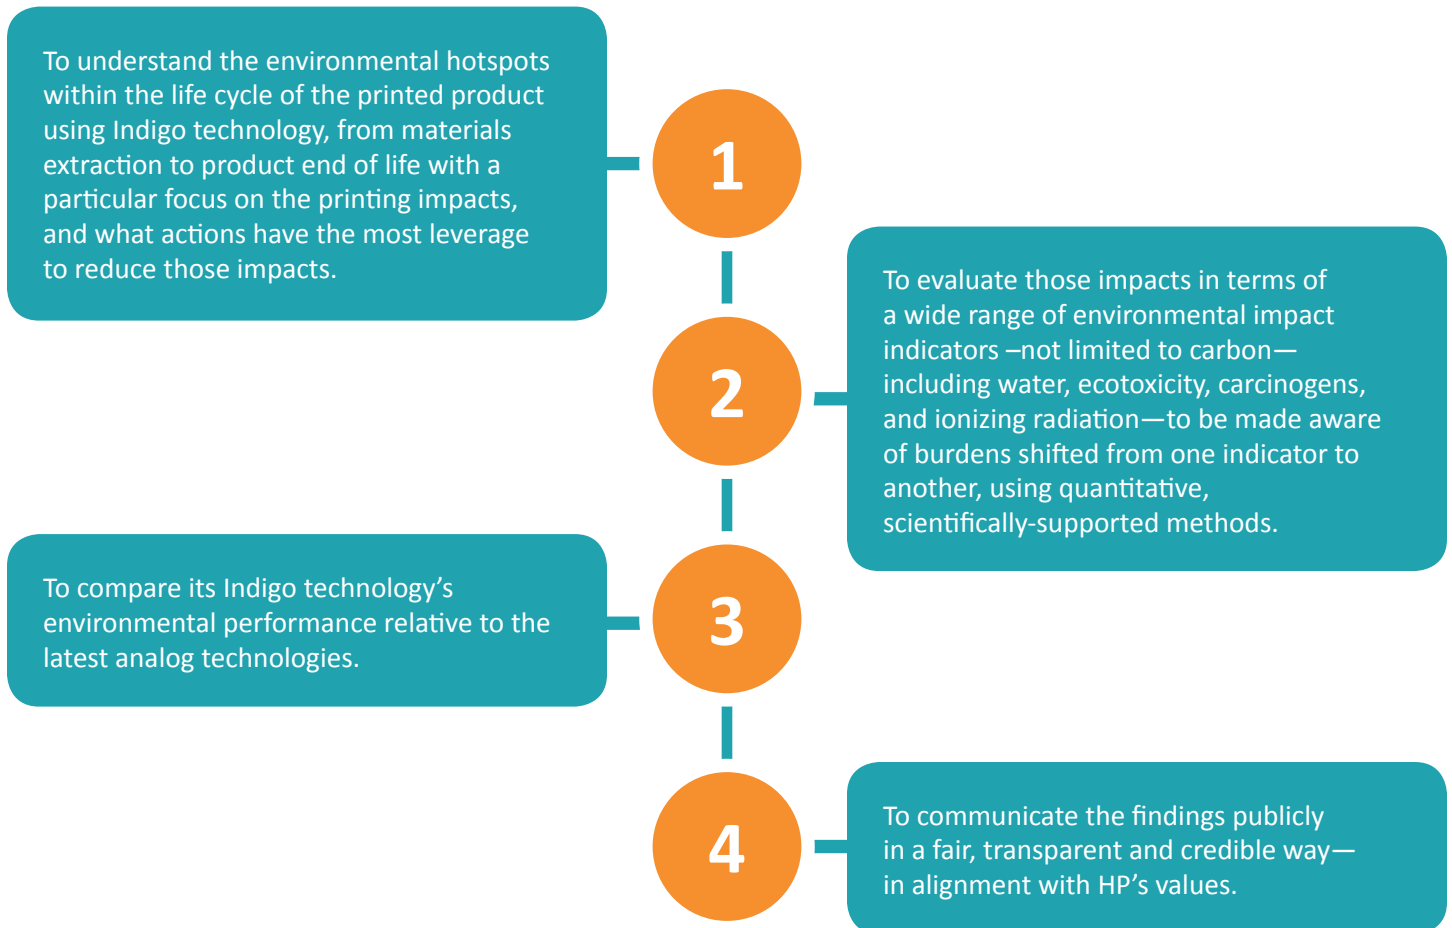 To understand the environmental hotspots
within the life cycle of the printed product
using Indigo technology, from materials
extraction to product end of life with a
particular focus on the printing impacts,
and what actions have the most leverage
to reduce those impacts.
1
2
To evaluate those impacts in terms of
a wide range of environmental impact
indicators –not limited to carbon—
including water, ecotoxicity, carcinogens,
and ionizing radiation—to be made aware
of burdens shifted from one indicator to
another, using quantitative,
scientifically-supported methods.
To compare its Indigo technology’s
environmental performance relative to the
latest analog technologies.
3
4
To communicate the findings publicly
in a fair, transparent and credible way—
in alignment with HP’s values.